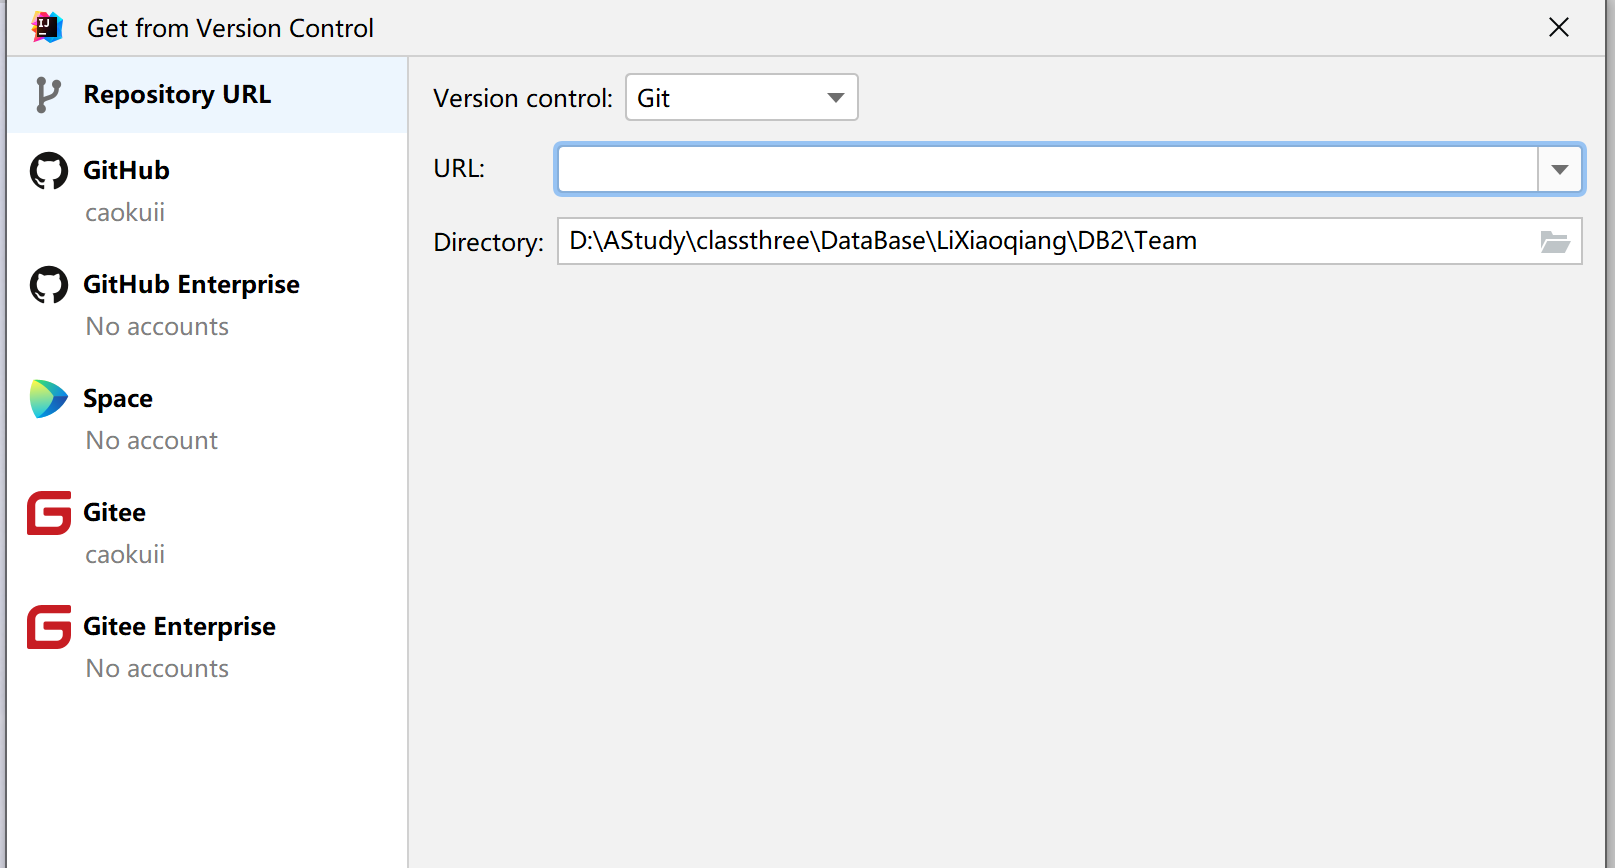 IJ
Get from Version Control
Repository URL
GitHub
caokuii
GitHub Enterprise
No accounts
Space
No account
Gitee
caokuii
Gitee Enterprise
No accounts
Version control: Git
URL:
Directory: D:\AStudy\classthree\DataBase\LiXiaoqiang\DB2\Team